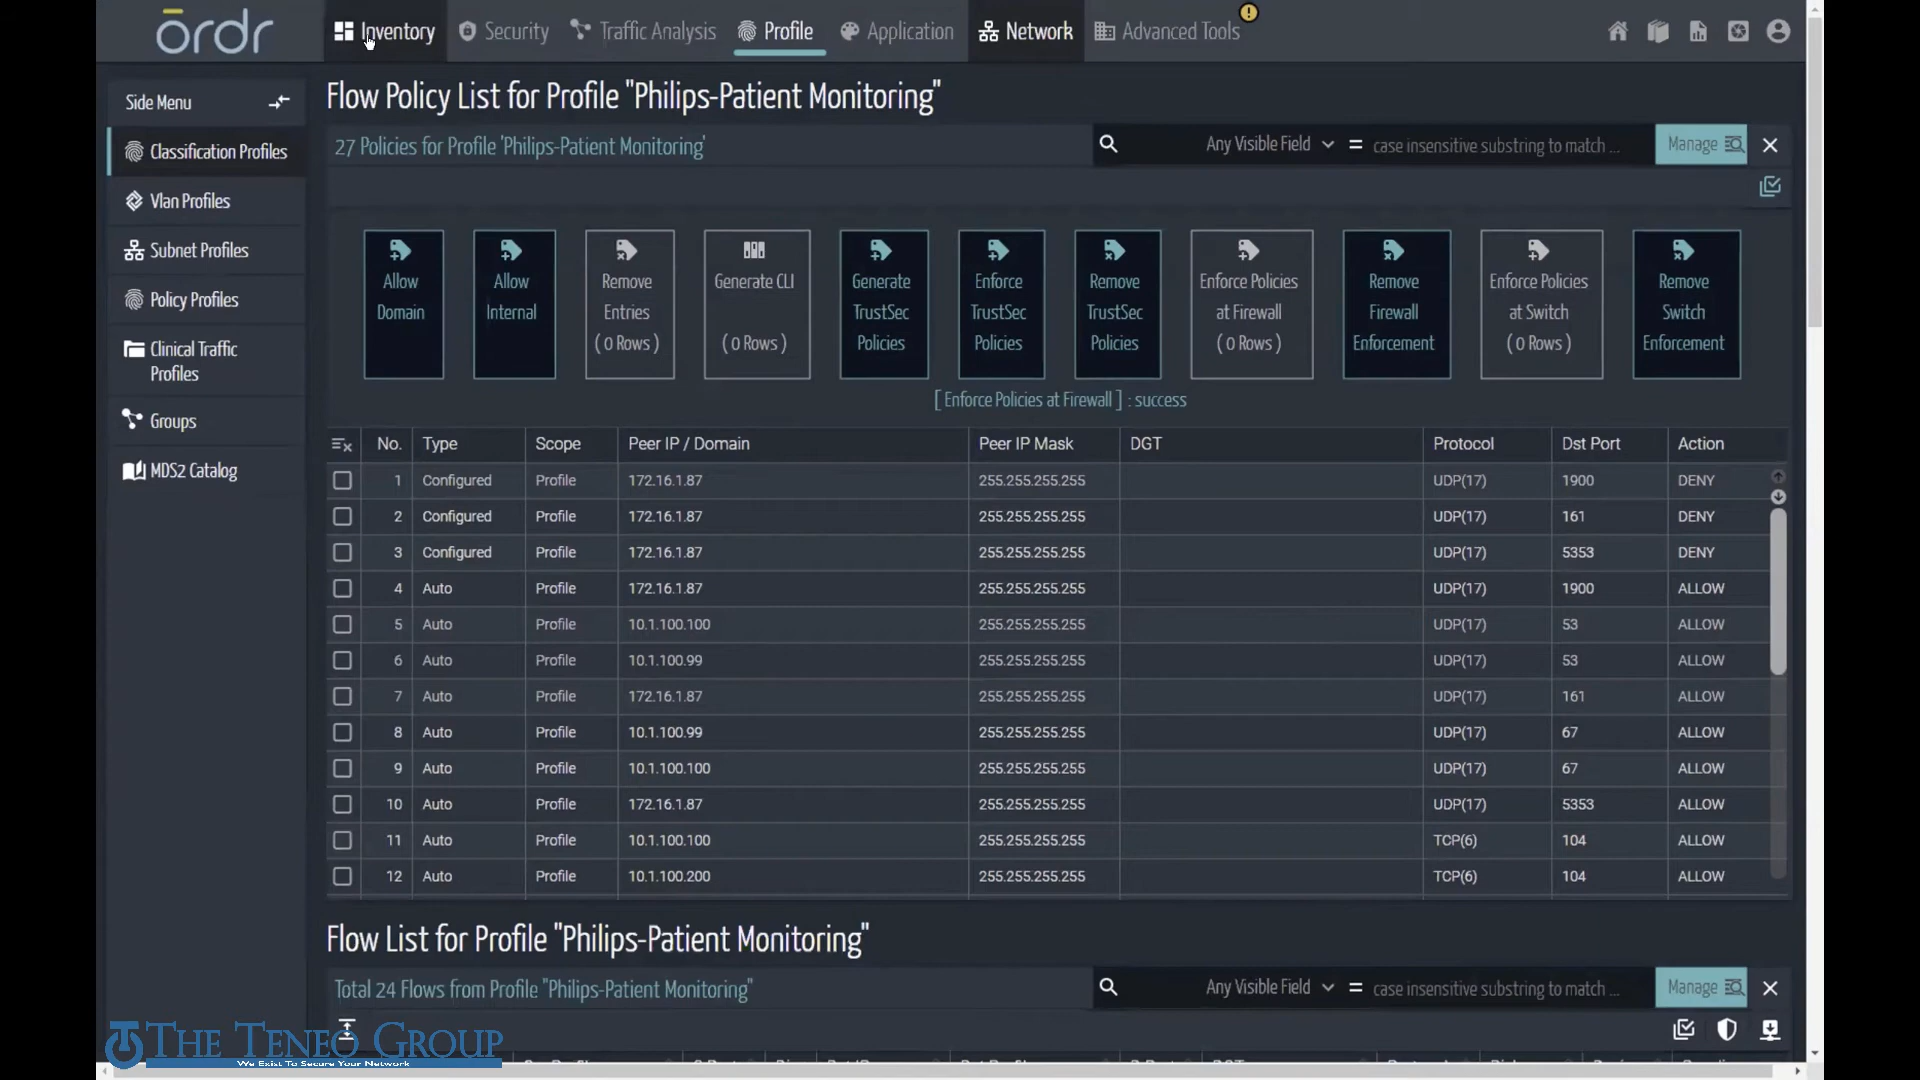 ōrdr
Inventory
Security
Traffic Analysis
Profile
Application
Network
Advanced Tools
Side Menu
Classification Profiles
Vlan Profiles
Subnet Profiles
Policy Profiles
Clinical Traffic
Profiles
Groups
MDS2 Catalog
Flow Policy List for Profile "Philips-Patient Monitoring"
27 Policies for Profile 'Philips-Patient Monitoring'
Any Visible Field = case insensitive substring to match ... Manage
Allow
Domain
Allow
Internal
Remove
Entries
( 0 Rows )
Generate CLI
( 0 Rows )
Generate
TrustSec
Policies
Enforce
TrustSec
Policies
Remove
TrustSec
Policies
Enforce Policies
at Firewall
( 0 Rows )
Remove
Firewall
Enforcement
Enforce Policies
at Switch
( 0 Rows )
Remove
Switch
Enforcement
[ Enforce Policies at Firewall ] : success
No. Type Scope Peer IP / Domain Peer IP Mask DGT Protocol Dst Port Action
1 Configured Profile 172.16.1.87 255.255.255.255 UDP(17) 1900 DENY
2 Configured Profile 172.16.1.87 255.255.255.255 UDP(17) 161 DENY
3 Configured Profile 172.16.1.87 255.255.255.255 UDP(17) 5353 DENY
4 Auto Profile 172.16.1.87 255.255.255.255 UDP(17) 1900 ALLOW
5 Auto Profile 10.1.100.100 255.255.255.255 UDP(17) 53 ALLOW
6 Auto Profile 10.1.100.99 255.255.255.255 UDP(17) 53 ALLOW
7 Auto Profile 172.16.1.87 255.255.255.255 UDP(17) 161 ALLOW
8 Auto Profile 10.1.100.99 255.255.255.255 UDP(17) 67 ALLOW
9 Auto Profile 10.1.100.100 255.255.255.255 UDP(17) 67 ALLOW
10 Auto Profile 172.16.1.87 255.255.255.255 UDP(17) 5353 ALLOW
11 Auto Profile 10.1.100.100 255.255.255.255 TCP(6) 104 ALLOW
12 Auto Profile 10.1.100.200 255.255.255.255 TCP(6) 104 ALLOW
Flow List for Profile "Philips-Patient Monitoring"
Total 24 Flows from Profile "Philips-Patient Monitoring"
Any Visible Field = case insensitive substring to match ... Manage
THE TENEO GROUP
We Exist To Secure Your Network